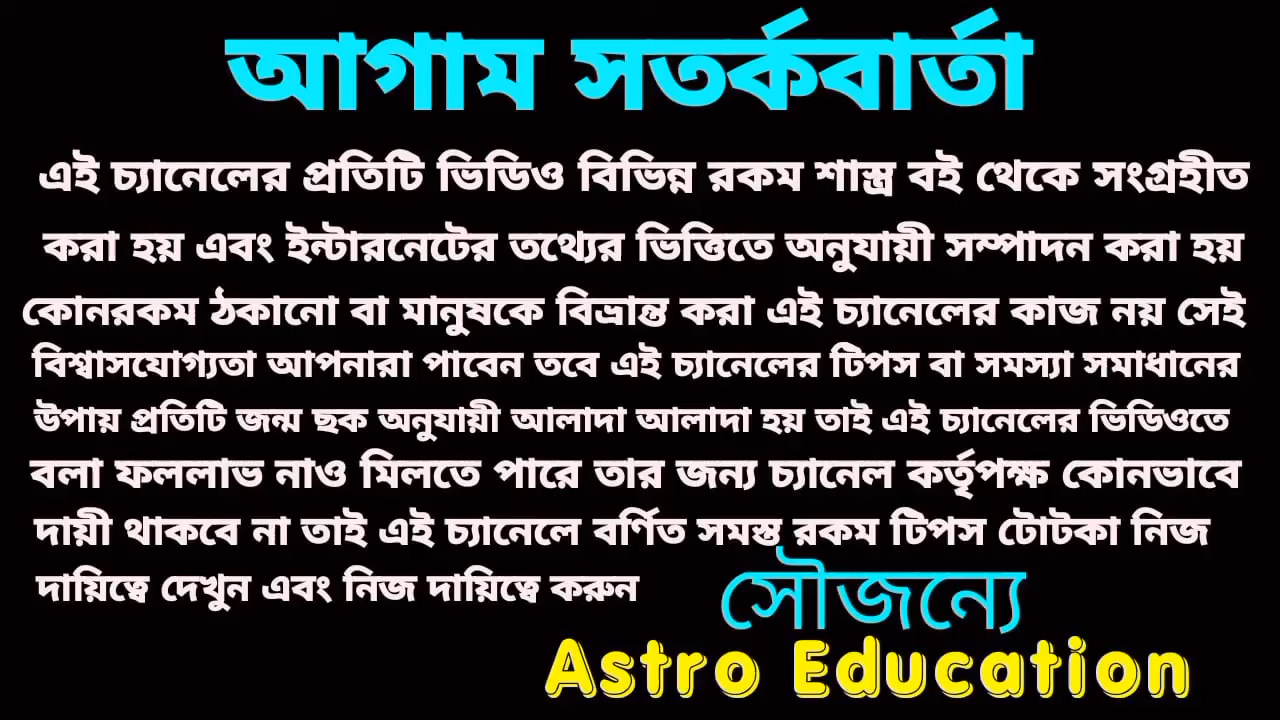 আগাম সতর্কবার্তা
এই চ্যানেলের প্রতিটি ভিডিও বিভিন্ন রকম শাস্ত্র বই থেকে সংগ্রহীত
করা হয় এবং ইন্টারনেটের তথ্যের ভিত্তিতে অনুযায়ী সম্পাদন করা হয়
কোনরকম ঠকানো বা মানুষকে বিভ্রান্ত করা এই চ্যানেলের কাজ নয় সেই
বিশ্বাসযোগ্যতা আপনারা পাবেন তবে এই চ্যানেলের টিপস বা সমস্যা সমাধানের
উপায় প্রতিটি জন্ম ছক অনুযায়ী আলাদা আলাদা হয় তাই এই চ্যানেলের ভিডিওতে
বলা ফললাভ নাও মিলতে পারে তার জন্য চ্যানেল কর্তৃপক্ষ কোনভাবে
দায়ী থাকবে না তাই এই চ্যানেলে বর্ণিত সমস্ত রকম টিপস টোটকা নিজ
দায়িত্বে দেখুন এবং নিজ দায়িত্বে করুন
সৌজন্যে
Astro Education